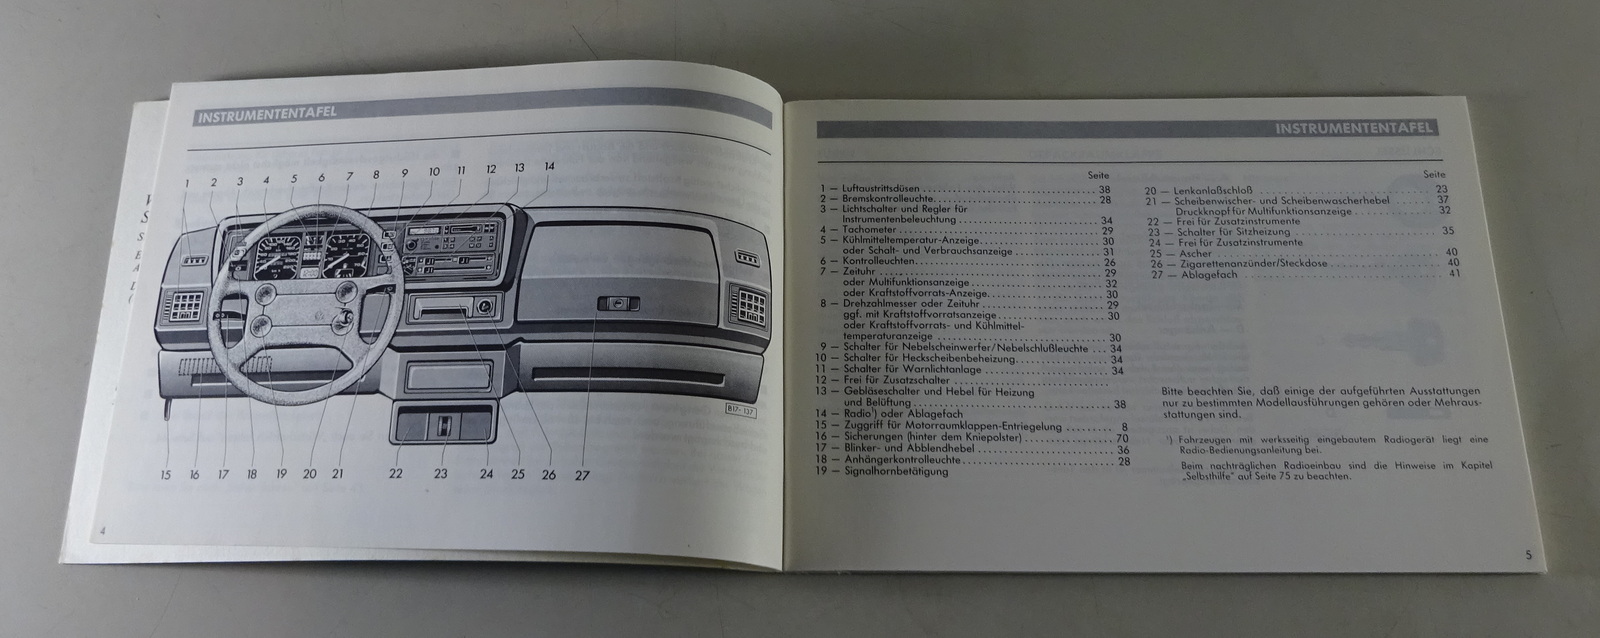 INSTRUMENTENTAFEL
1 2 3 4 5 6 7 8 9 10 11 12 13 14
B17-137
15 16 17 18 19 20 21 22 23 24 25 26 27
4
INSTRUMENTENTAFEL
Seite
1 — Luftaustrittsdüsen 38
2 — Bremskontrolleuchte 28
3 — Lichtschalter und Regler für
Instrumentenbeleuchtung 34
4 — Tachometer 29
5 — Kühlmitteltemperatur-Anzeige 30
oder Schalt- und Verbrauchsanzeige 31
6 — Kontrolleuchten 26
7 — Zeituhr 29
oder Multifunktionsanzeige 32
oder Kraftstoffvorrats-Anzeige 30
8 — Drehzahlmesser oder Zeituhr 29
ggf. mit Kraftstoffvorratsanzeige 30
oder Kraftstoffvorrats- und Kühlmittel-
temperaturanzeige 30
9 — Schalter für Nebelscheinwerfer/Nebelschlußleuchte 34
10 — Schalter für Heckscheibenbeheizung 34
11 — Schalter für Warnlichtanlage 34
12 — Frei für Zusatzschalter
13 — Gebläseschalter und Hebel für Heizung
und Belüftung 38
14 — Radio¹) oder Ablagefach
15 — Zuggriff für Motorraumklappen-Entriegelung 8
16 — Sicherungen (hinter dem Kniepolster) 70
17 — Blinker- und Abblendhebel 36
18 — Anhängerkontrolleuchte 28
19 — Signalhornbetätigung
Seite
20 — Lenkanlaßschloß 23
21 — Scheibenwischer- und Scheibenwascherhebel 37
Druckknopf für Multifunktionsanzeige 32
22 — Frei für Zusatzinstrumente
23 — Schalter für Sitzheizung 35
24 — Frei für Zusatzinstrumente
25 — Ascher 40
26 — Zigarettenanzünder/Steckdose 40
27 — Ablagefach 41
Bitte beachten Sie, daß einige der aufgeführten Ausstattungen
nur zu bestimmten Modellausführungen gehören oder Mehraus-
stattungen sind.
¹) Fahrzeugen mit werksseitig eingebautem Radiogerät liegt eine
Radio-Bedienungsanleitung bei.
Beim nachträglichen Radioeinbau sind die Hinweise im Kapitel
„Selbsthilfe" auf Seite 75 zu beachten.
5